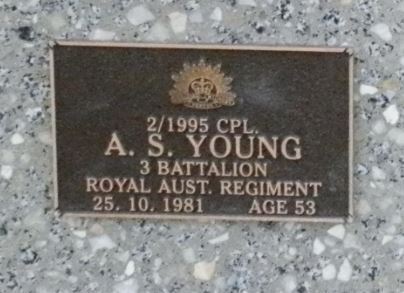 2/1995 CPL.
A. S. YOUNG
3 BATTALION
ROYAL AUST. REGIMENT
25. 10. 1981 AGE 53